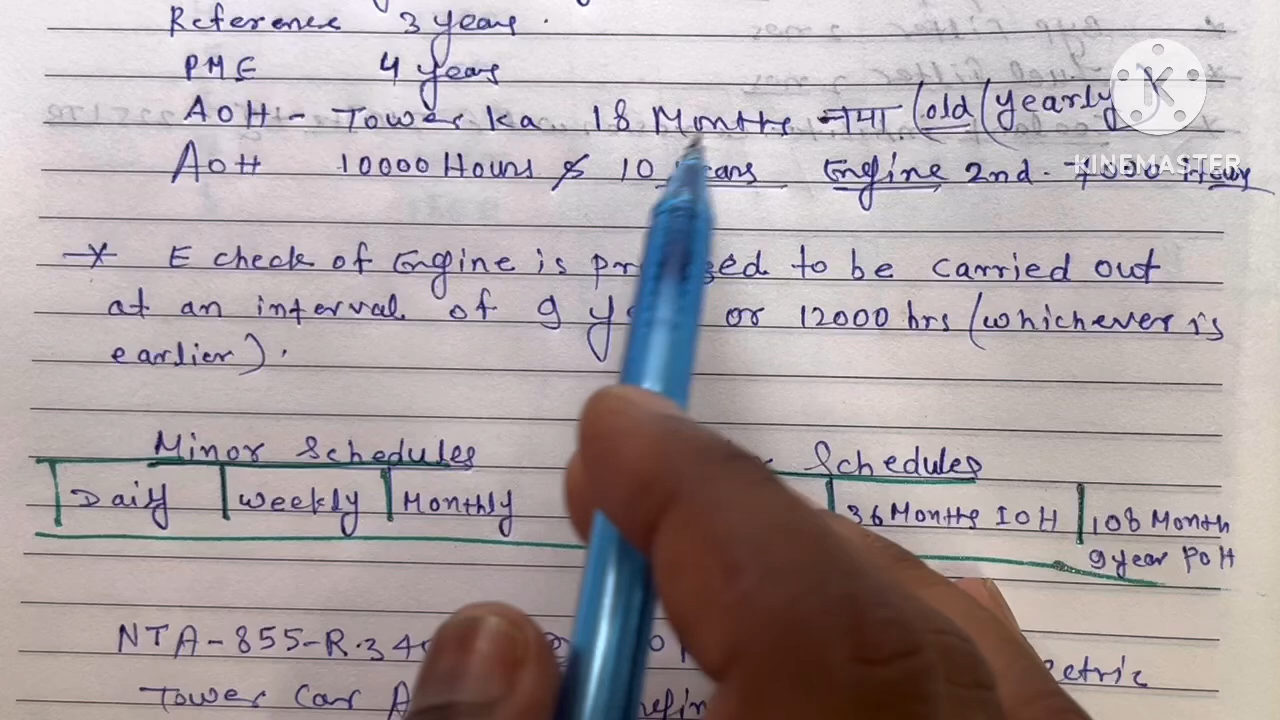 Reference 3 years.
PME 4 years
AOH - Tower ka 18 Months नया (old (yearly)
K
KINEMASTER
AOH 10000 Hours & 10 Engine 2nd. Hours
* E check of Engine is to be carried out
at an interval of 9 or 12000 hrs (whichever is
earlier).
Minor Schedules Schedules
Daily Weekly Monthly 36 Months IOH 108 Month
9 year POH
NTA-855-R
Tower Car